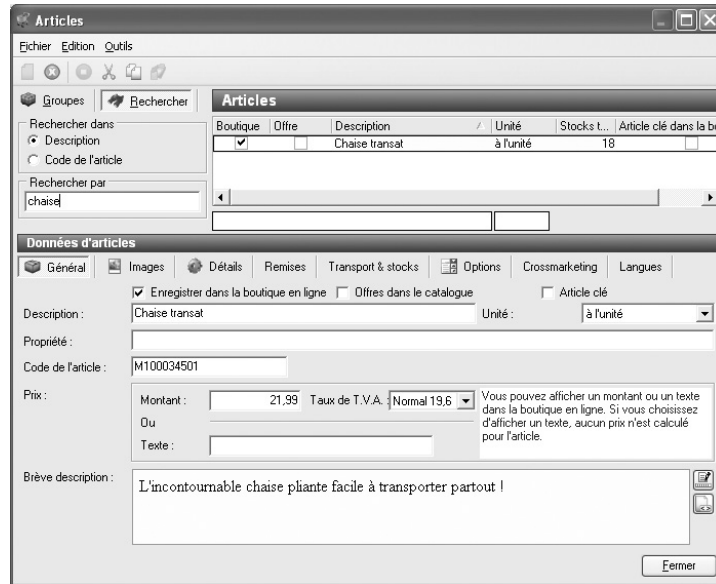 Articles
Fichier Edition Outils
Groupes Rechercher
Articles
Rechercher dans
Description
Code de l'article
Boutique Offre Description Unité Stocks t... Article clé dans la b
Chaise transat à l'unité 18
Rechercher par
chaise
Données d'articles
Général Images Détails Remises Transport & stocks Options Crossmarketing Langues
Enregistrer dans la boutique en ligne Offres dans le catalogue Article clé
Description : Chaise transat Unité : à l'unité
Propriété :
Code de l'article : M100034501
Prix : Montant : 21,99 Taux de T.V.A. : Normal 19,6
Ou
Texte :
Vous pouvez afficher un montant ou un texte
dans la boutique en ligne. Si vous choisissez
d'afficher un texte, aucun prix n'est calculé
pour l'article.
Brève description : L'incontournable chaise pliante facile à transporter partout !
Fermer